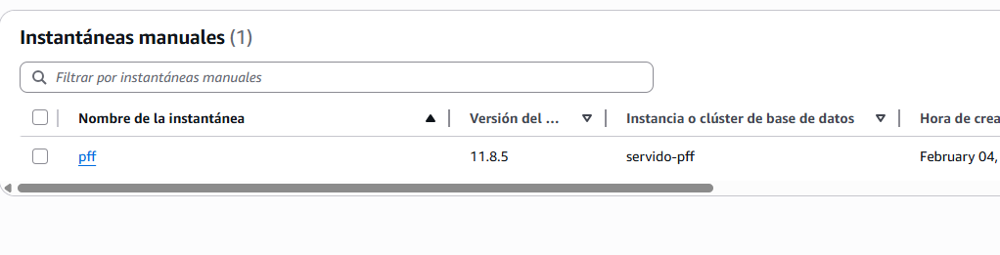 Instantáneas manuales (1)
Filtrar por instantáneas manuales
Nombre de la instantánea Versión del ... Instancia o clúster de base de datos Hora de crea
pff 11.8.5 servido-pff February 04,